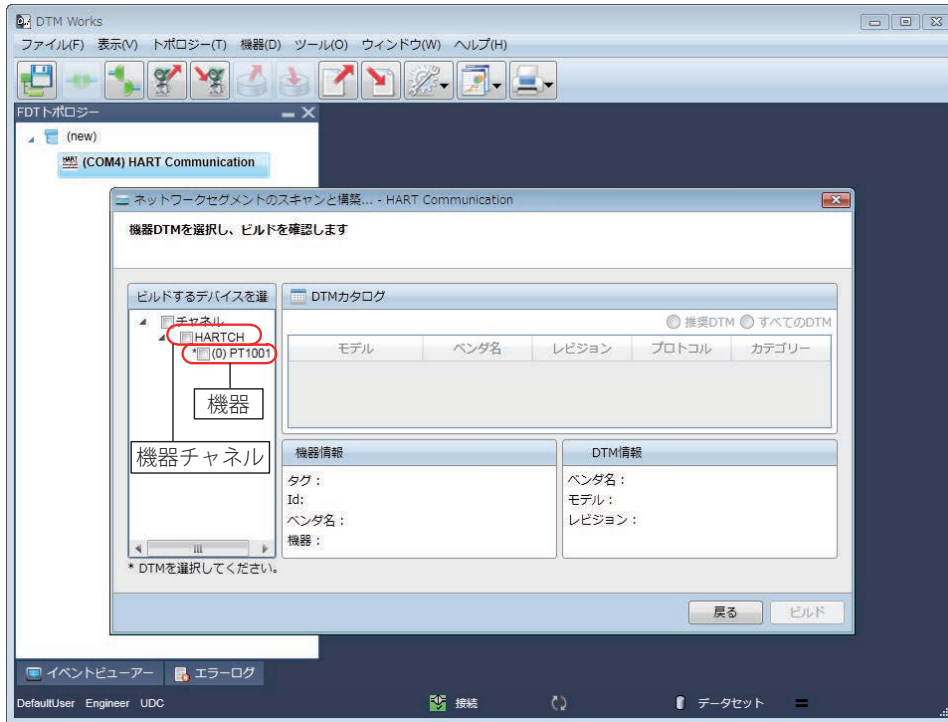 DTM Works
ファイル(F) 表示(V) トポロジー(T) 機器(D) ツール(O) ウィンドウ(W) ヘルプ(H)
FDTトポロジー
(new)
HART (COM4) HART Communication
ネットワークセグメントのスキャンと構築... - HART Communication
機器DTMを選択し、ビルドを確認します
ビルドするデバイスを選
チャネル
HARTCH
*(0) PT1001
機器
機器チャネル
* DTMを選択してください。
DTMカタログ
推奨DTM すべてのDTM
モデル ベンダ名 レビジョン プロトコル カテゴリー
機器情報
タグ:
Id:
ベンダ名:
機器:
DTM情報
ベンダ名:
モデル:
レビジョン:
戻る ビルド
イベントビューアー エラーログ
DefaultUser Engineer UDC 接続 データセット